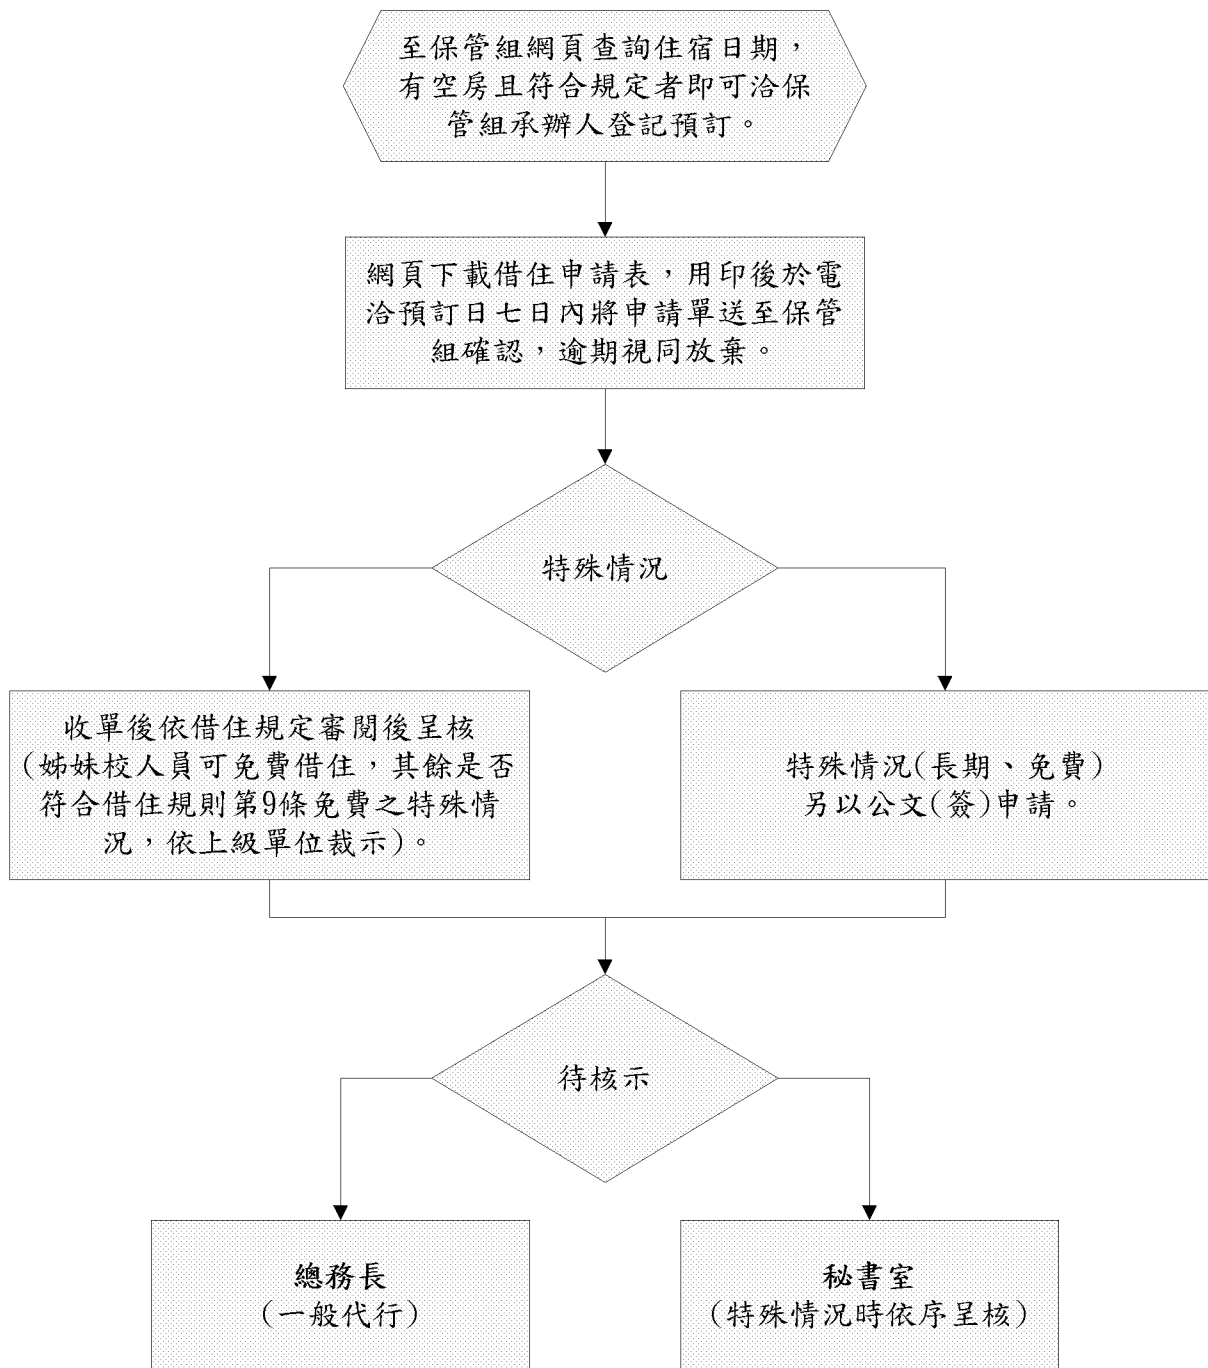 至保管組網頁查詢住宿日期，
有空房且符合規定者即可洽保
管組承辦人登記預訂。
網頁下載借住申請表，用印後於電
洽預訂日七日內將申請單送至保管
組確認，逾期視同放棄。
特殊情況
收單後依借住規定審閱後呈核
(姊妹校人員可免費借住，其餘是否
符合借住規則第9條免費之特殊情
況，依上級單位裁示)。
特殊情況(長期、免費)
另以公文(簽)申請。
待核示
總務長
(一般代行)
秘書室
(特殊情況時依序呈核)